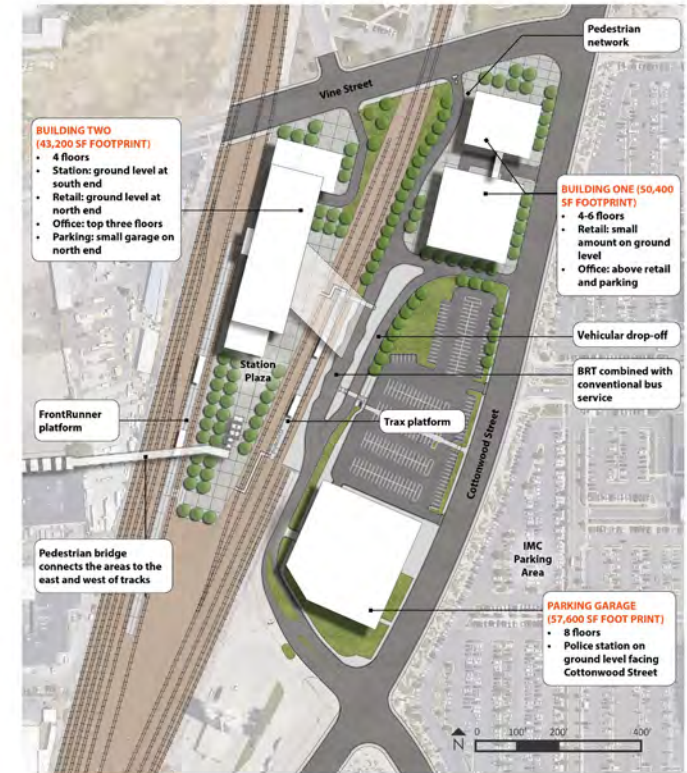 Pedestrian
network
Vine Street
BUILDING TWO
(43,200 SF FOOTPRINT)
• 4 floors
• Station: ground level at
south end
• Retail: ground level at
north end
• Office: top three floors
• Parking: small garage on
north end
BUILDING ONE (50,400
SF FOOTPRINT)
• 4-6 floors
• Retail: small
amount on ground
level
• Office: above retail
and parking
Vehicular drop-off
Station
Plaza
BRT combined with
conventional bus
service
FrontRunner
platform
Trax platform
Cottonwood Street
Pedestrian bridge
connects the areas to the
east and west of tracks
IMC
Parking
Area
PARKING GARAGE
(57,600 SF FOOT PRINT)
• 8 floors
• Police station on
ground level facing
Cottonwood Street
N
0 100' 200' 400'